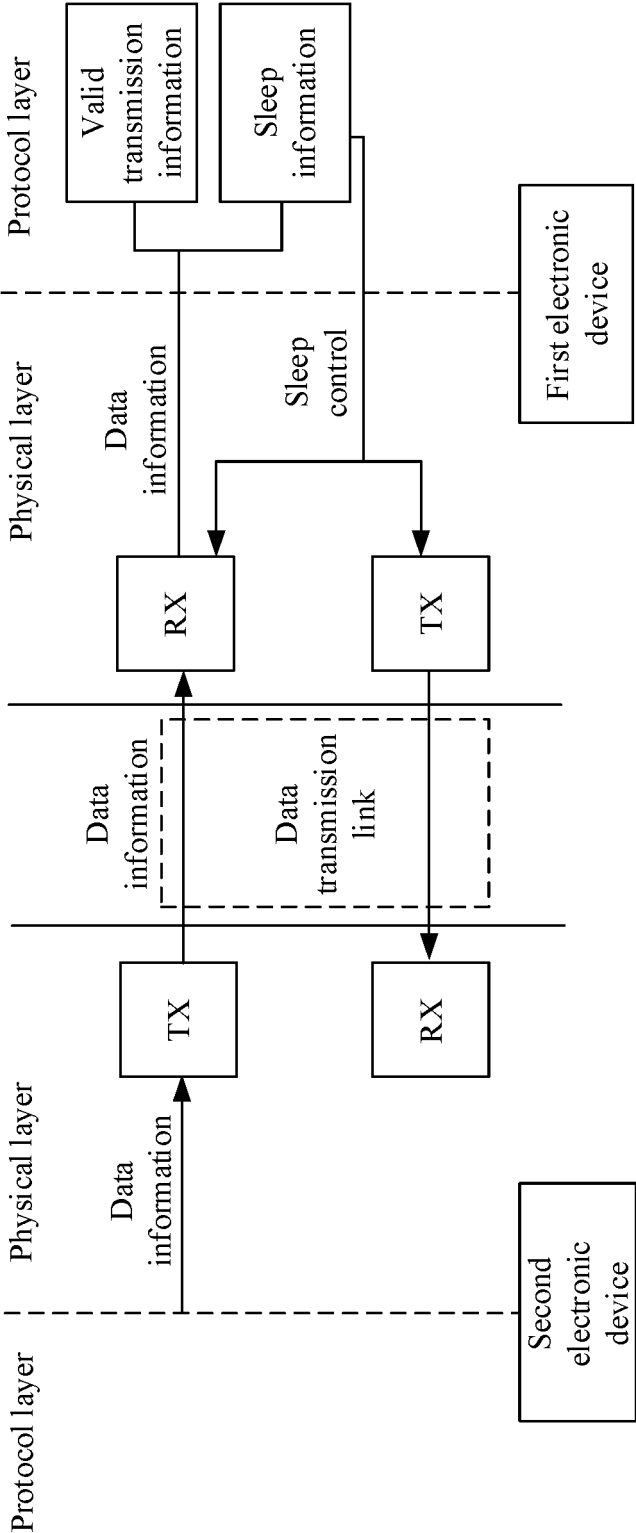 Protocol layer
Physical layer
Physical layer
Protocol layer
Data
information
TX
Data
information
RX
Data
information
Valid
transmission
information
Sleep
information
Data
transmission
link
Sleep
control
RX
TX
Second
electronic
device
First electronic
device